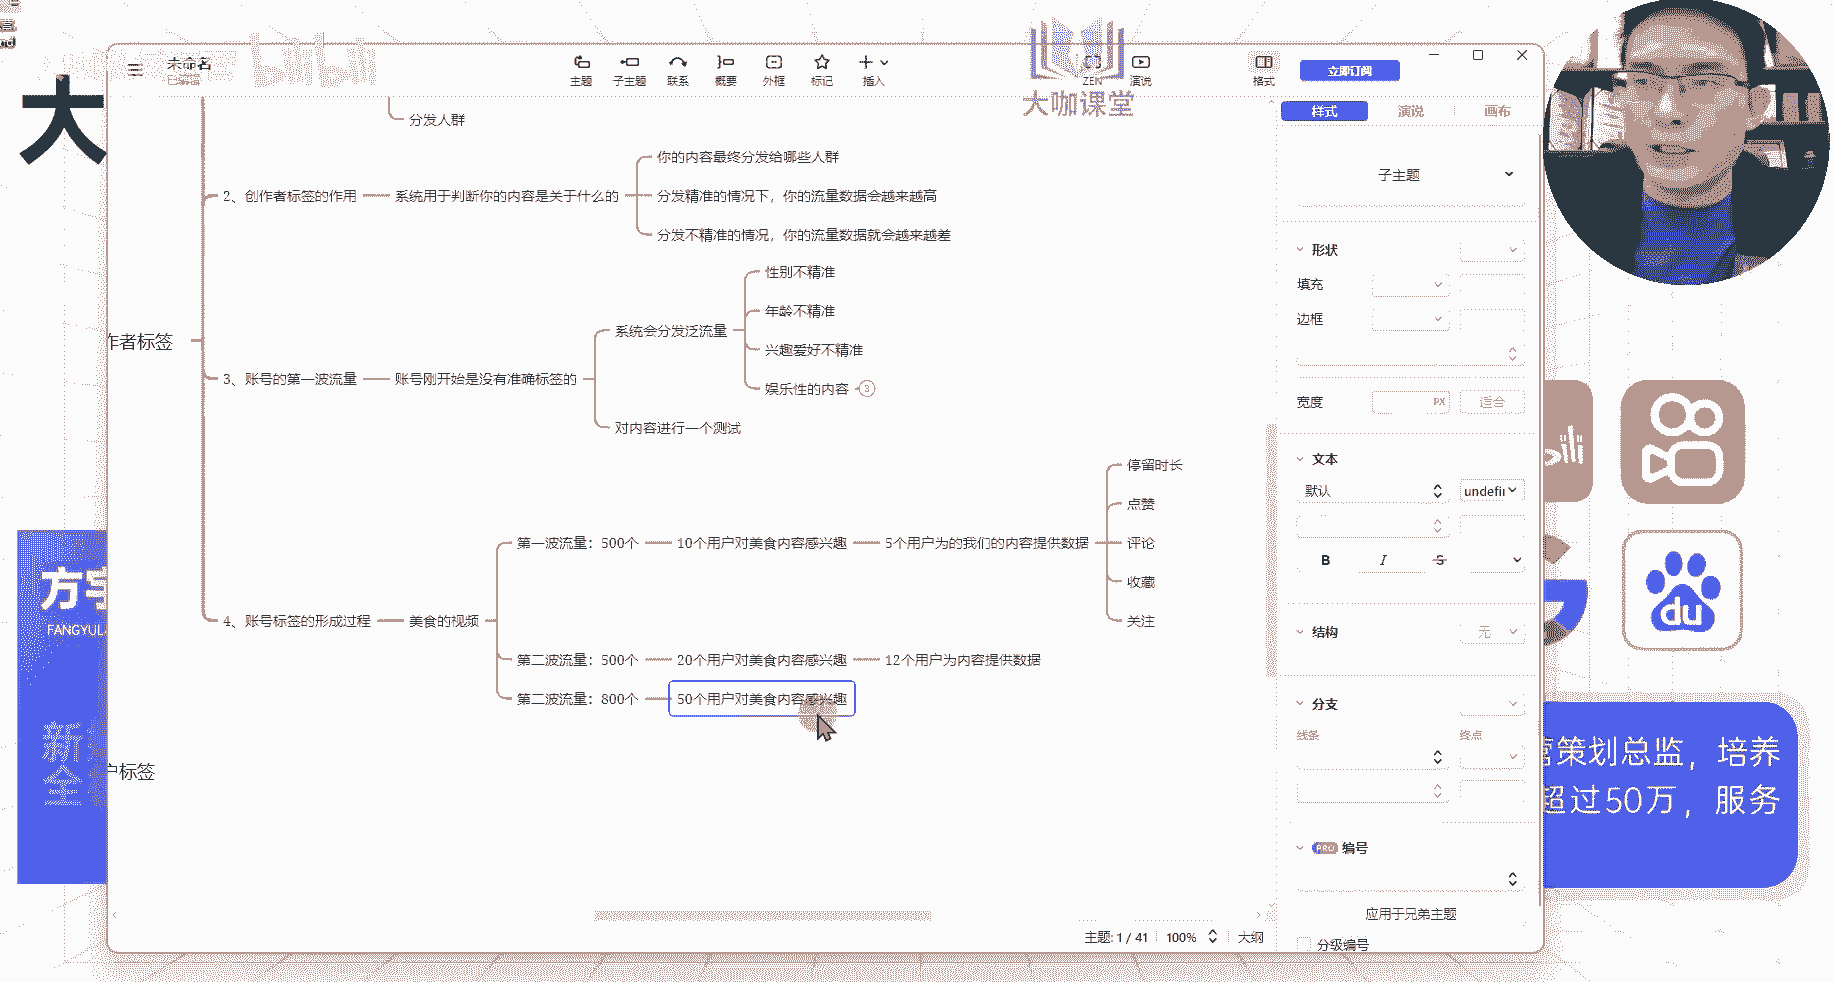 未命名
已编辑
bilibili
主题
子主题
联系
概要
外框
标记
插入
ZEN
演说
格式
立即订阅
大咖课堂
大
样式
演说
画布
分发人群
2、创作者标签的作用
系统用于判断你的内容是关于什么的
你的内容最终分发给哪些人群
分发精准的情况下，你的流量数据会越来越高
分发不精准的情况，你的流量数据就会越来越差
作者标签
3、账号的第一波流量
账号刚开始是没有准确标签的
系统会分发泛流量
性别不精准
年龄不精准
兴趣爱好不精准
娱乐性的内容
3
对内容进行一个测试
4、账号标签的形成过程
美食的视频
第一波流量：500个
10个用户对美食内容感兴趣
5个用户为的我们的内容提供数据
停留时长
点赞
评论
收藏
关注
第二波流量：500个
20个用户对美食内容感兴趣
12个用户为内容提供数据
第二波流量：800个
50个用户对美食内容感兴趣
户标签
子主题
形状
填充
边框
宽度
PX
适合
文本
默认
undefi
B
I
S
结构
无
分支
线条
终点
PRO
编号
应用于兄弟主题
分级编号
主题: 1 / 41
100%
大纲
方宇
FANGYUL
新
全
du
营策划总监，培养
超过50万，服务